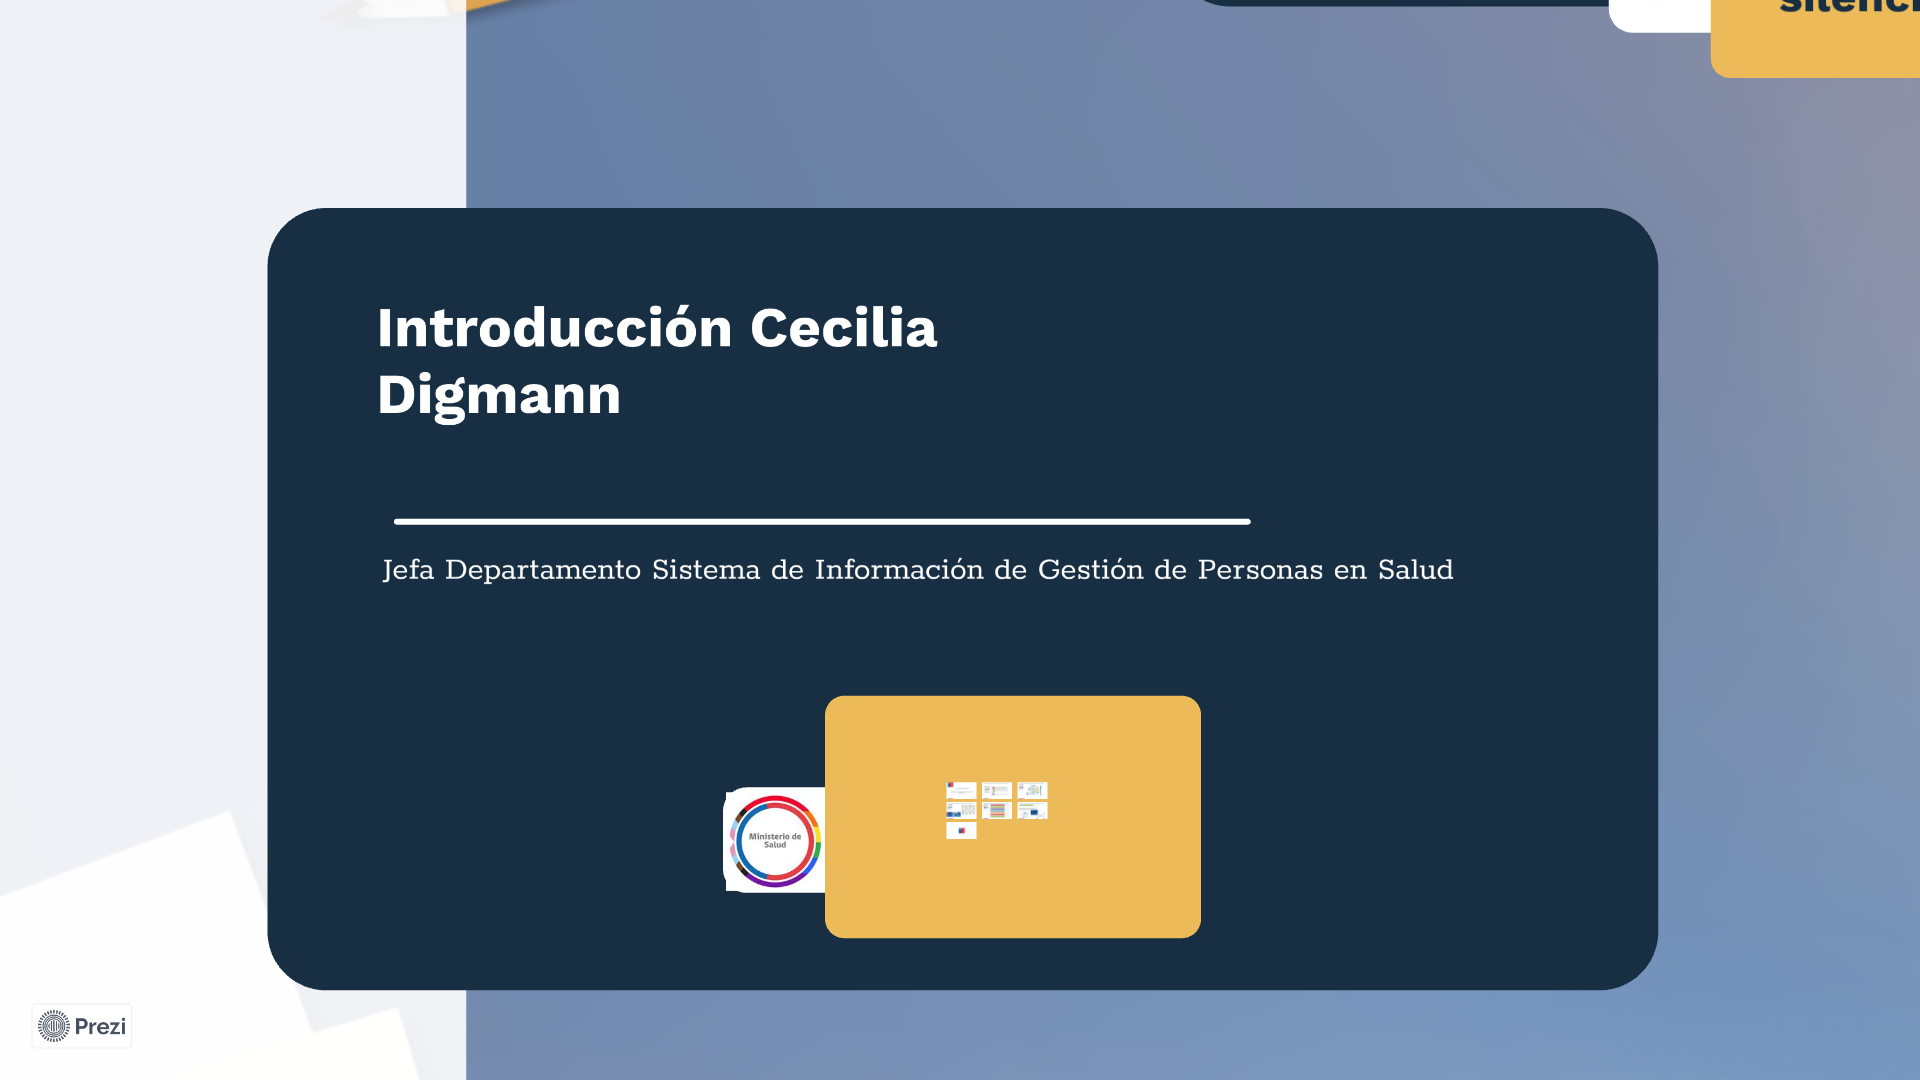 Introducción Cecilia
Digmann
Jefa Departamento Sistema de Información de Gestión de Personas en Salud
Ministerio de
Salud
Prezi